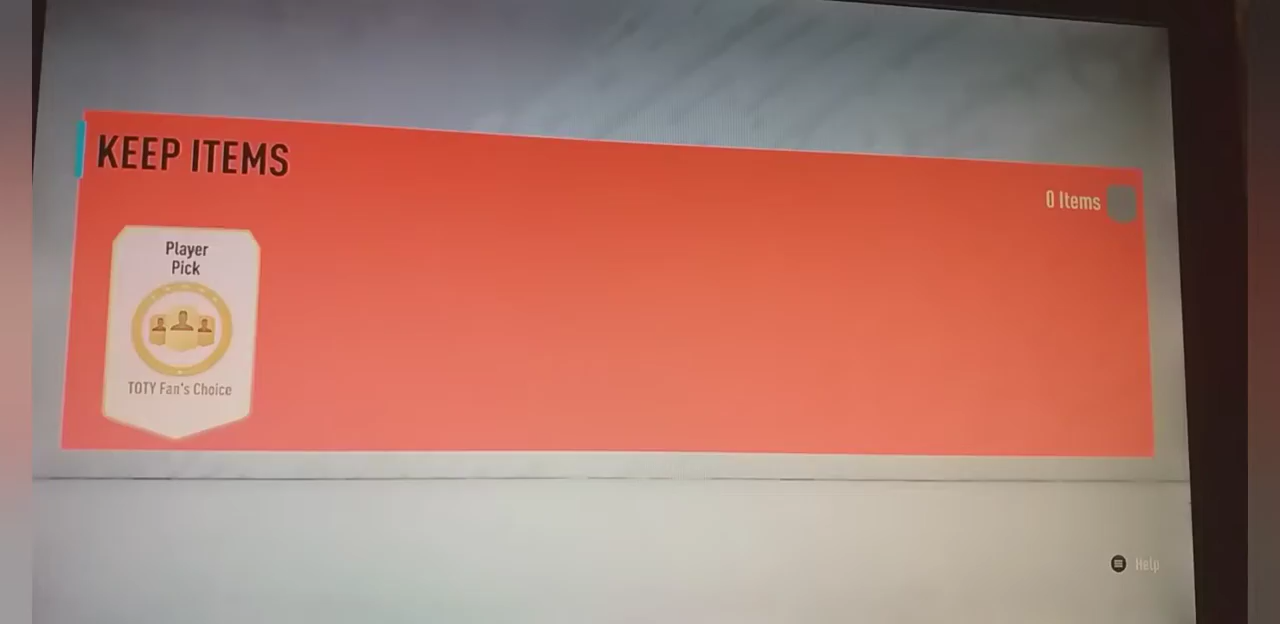 KEEP ITEMS
0 Items
Player
Pick
TOTY Fan's Choice
Help